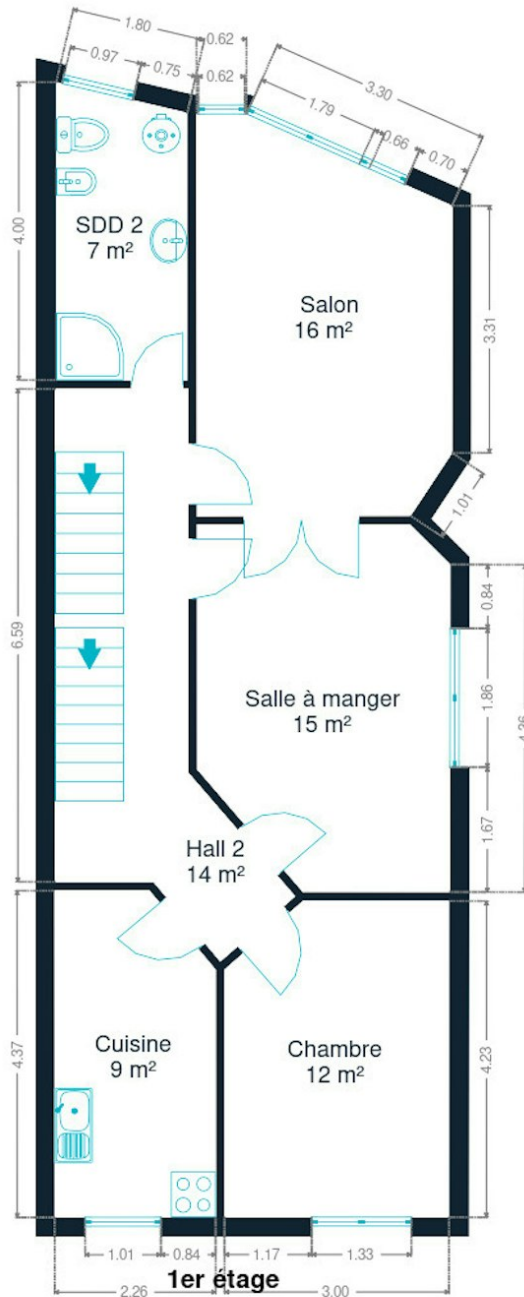 1.80
0.62
0.97
0.75
0.62
3.30
1.79
0.66
0.70
4.00
SDD 2
7 m²
Salon
16 m²
3.31
1.01
6.59
0.84
1.86
4.26
Salle à manger
15 m²
1.67
Hall 2
14 m²
4.37
Cuisine
9 m²
Chambre
12 m²
4.23
1.01
0.84
1.17
1.33
2.26
1er étage
3.00